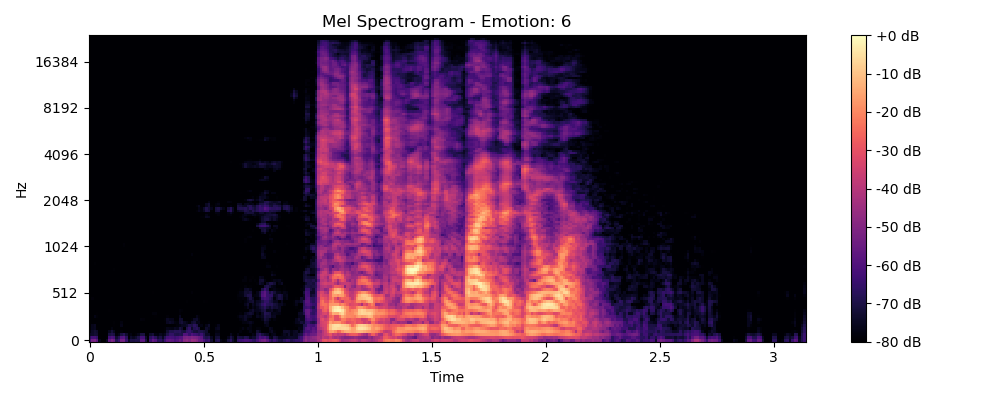 Mel Spectrogram - Emotion: 6
Hz
16384
8192
4096
2048
1024
512
0
0
0.5
1
1.5
2
2.5
3
Time
+0 dB
-10 dB
-20 dB
-30 dB
-40 dB
-50 dB
-60 dB
-70 dB
-80 dB